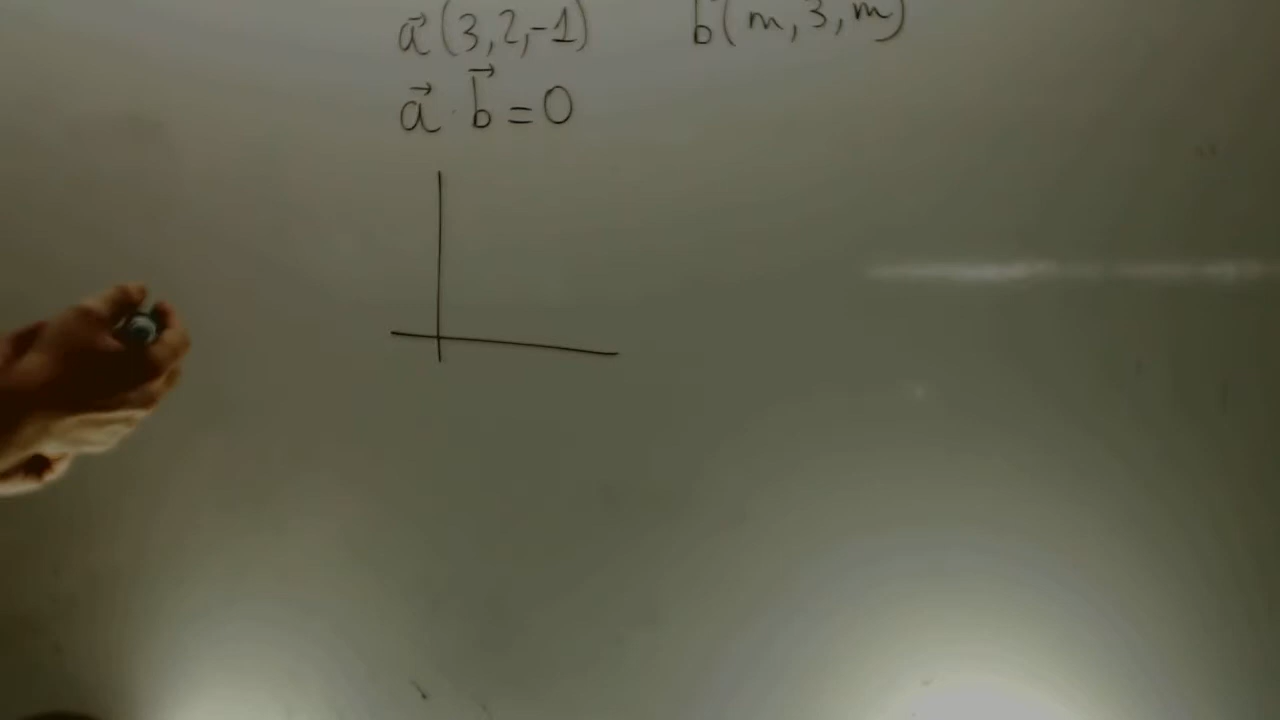 a⃗(3,2,-1) b⃗(m,3,m)
a⃗ · b⃗ = 0